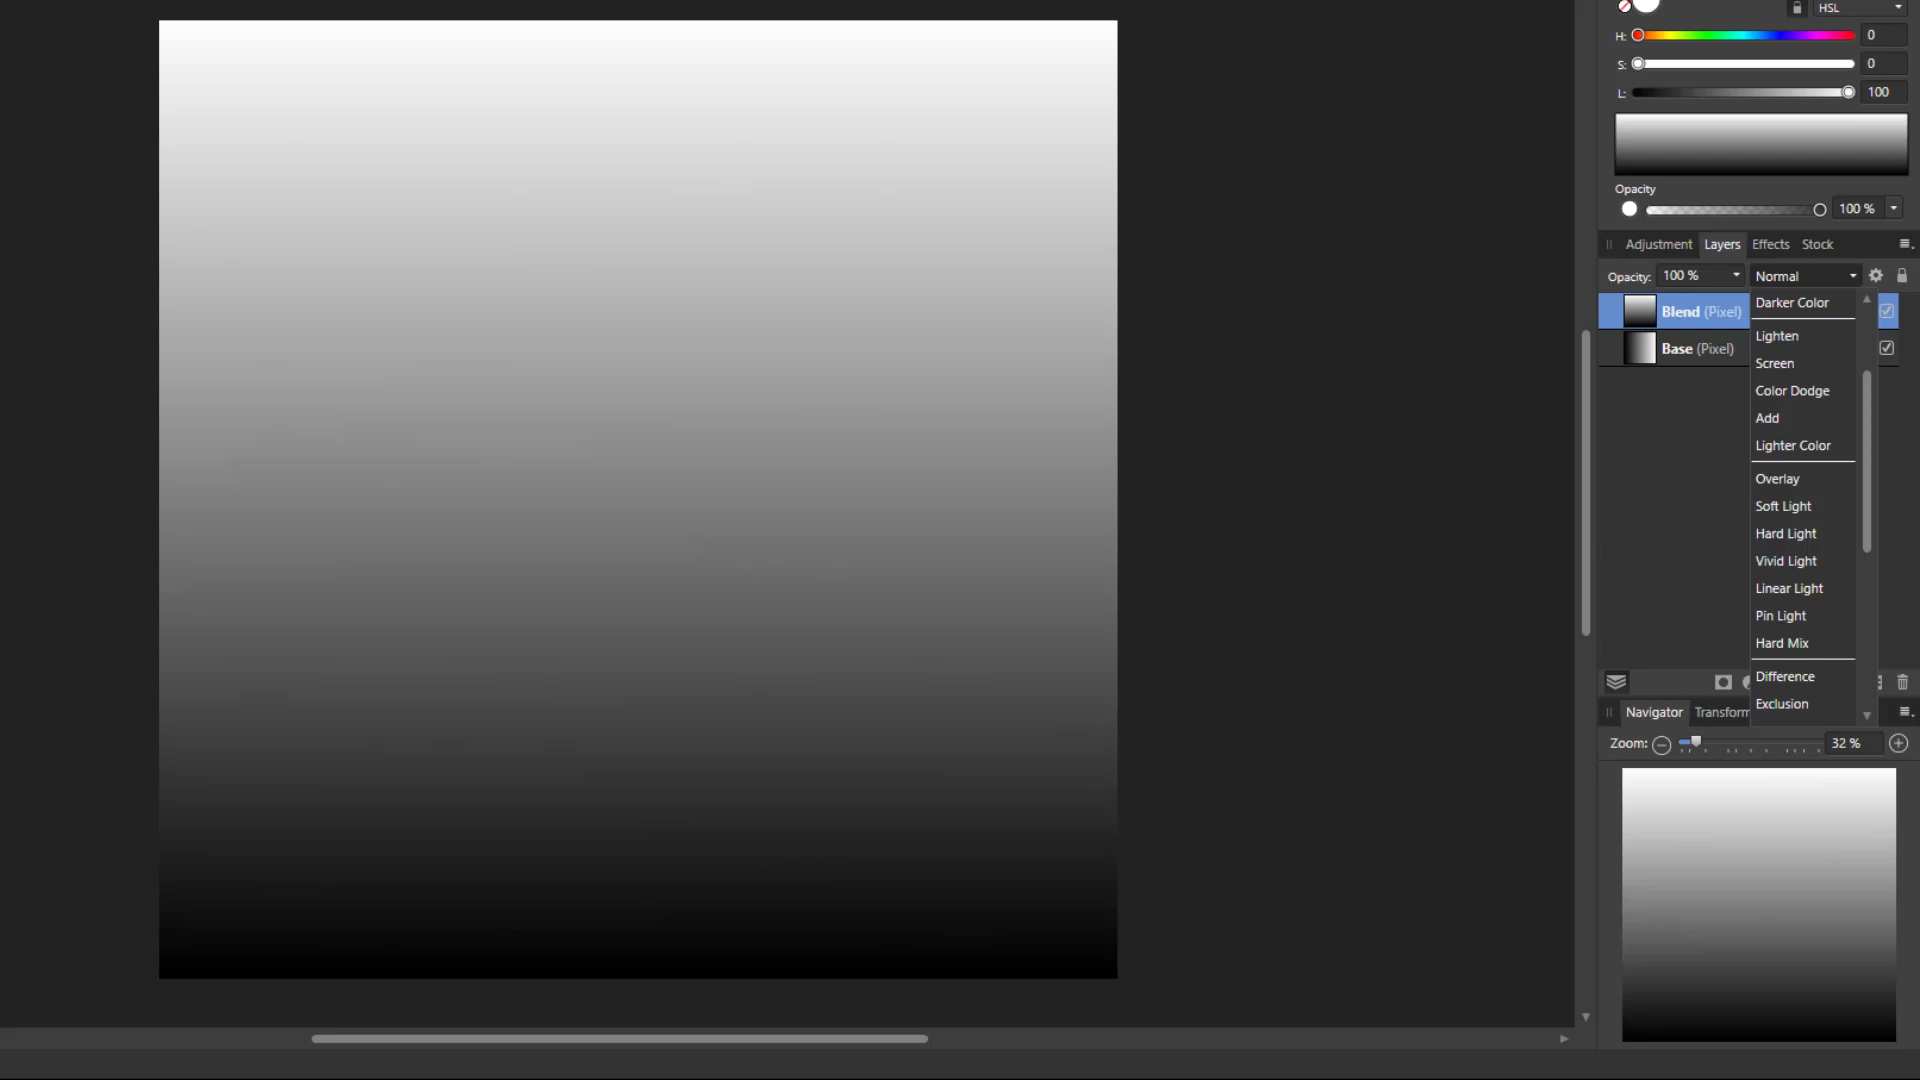 HSL
H:
0
S:
0
L:
100
Opacity
100 %
Adjustment Layers Effects Stock
Opacity: 100 % Normal
Blend (Pixel)
Base (Pixel)
Darker Color
Lighten
Screen
Color Dodge
Add
Lighter Color
Overlay
Soft Light
Hard Light
Vivid Light
Linear Light
Pin Light
Hard Mix
Difference
Exclusion
Navigator Transform
Zoom: 32 %